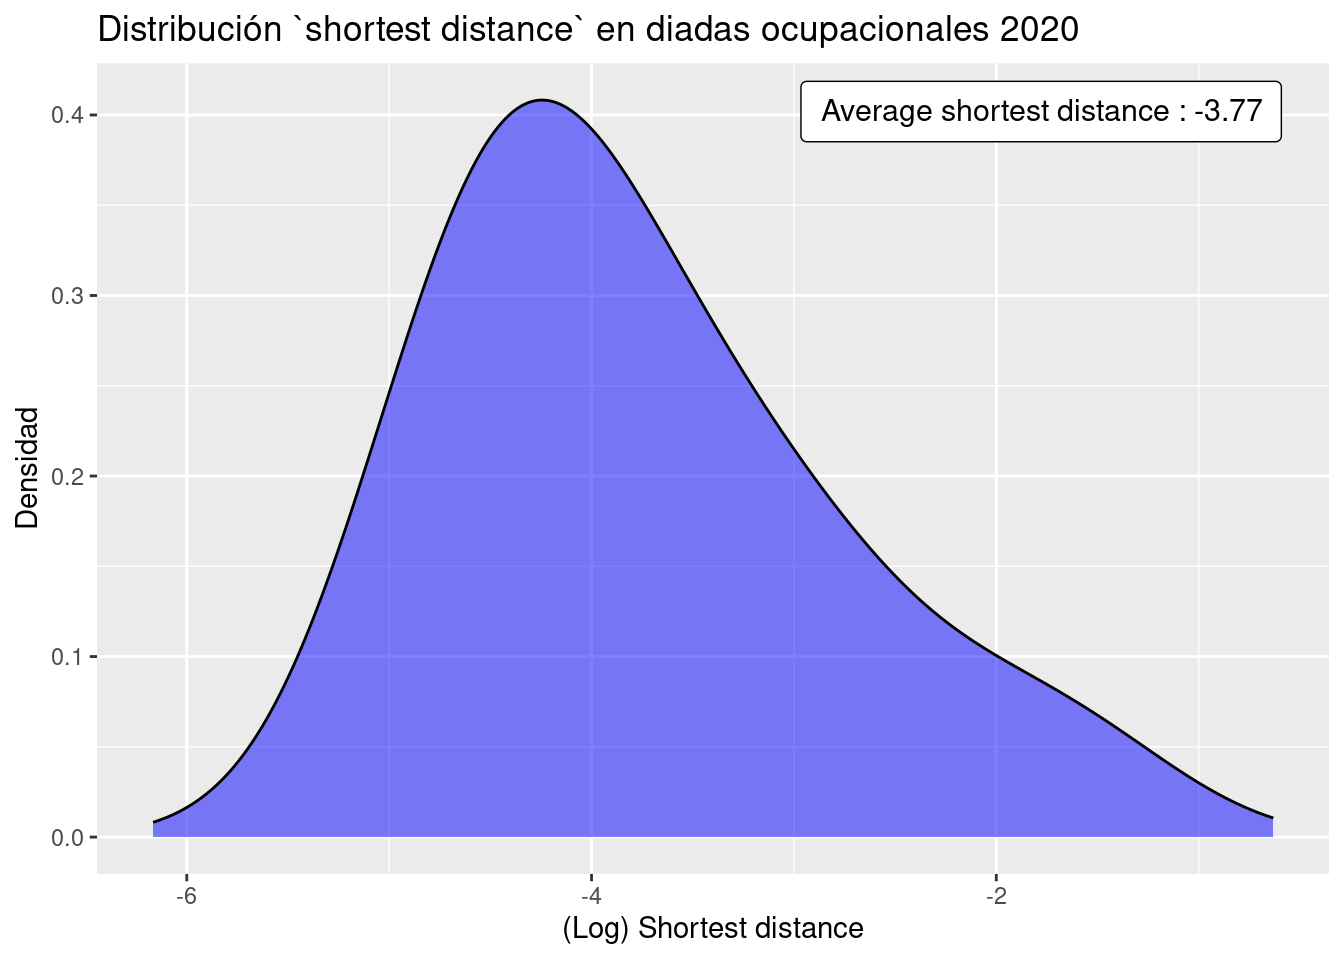 Distribución `shortest distance` en diadas ocupacionales 2020
Average shortest distance : -3.77
Densidad
0.4
0.3
0.2
0.1
0.0
-6
-4
-2
(Log) Shortest distance